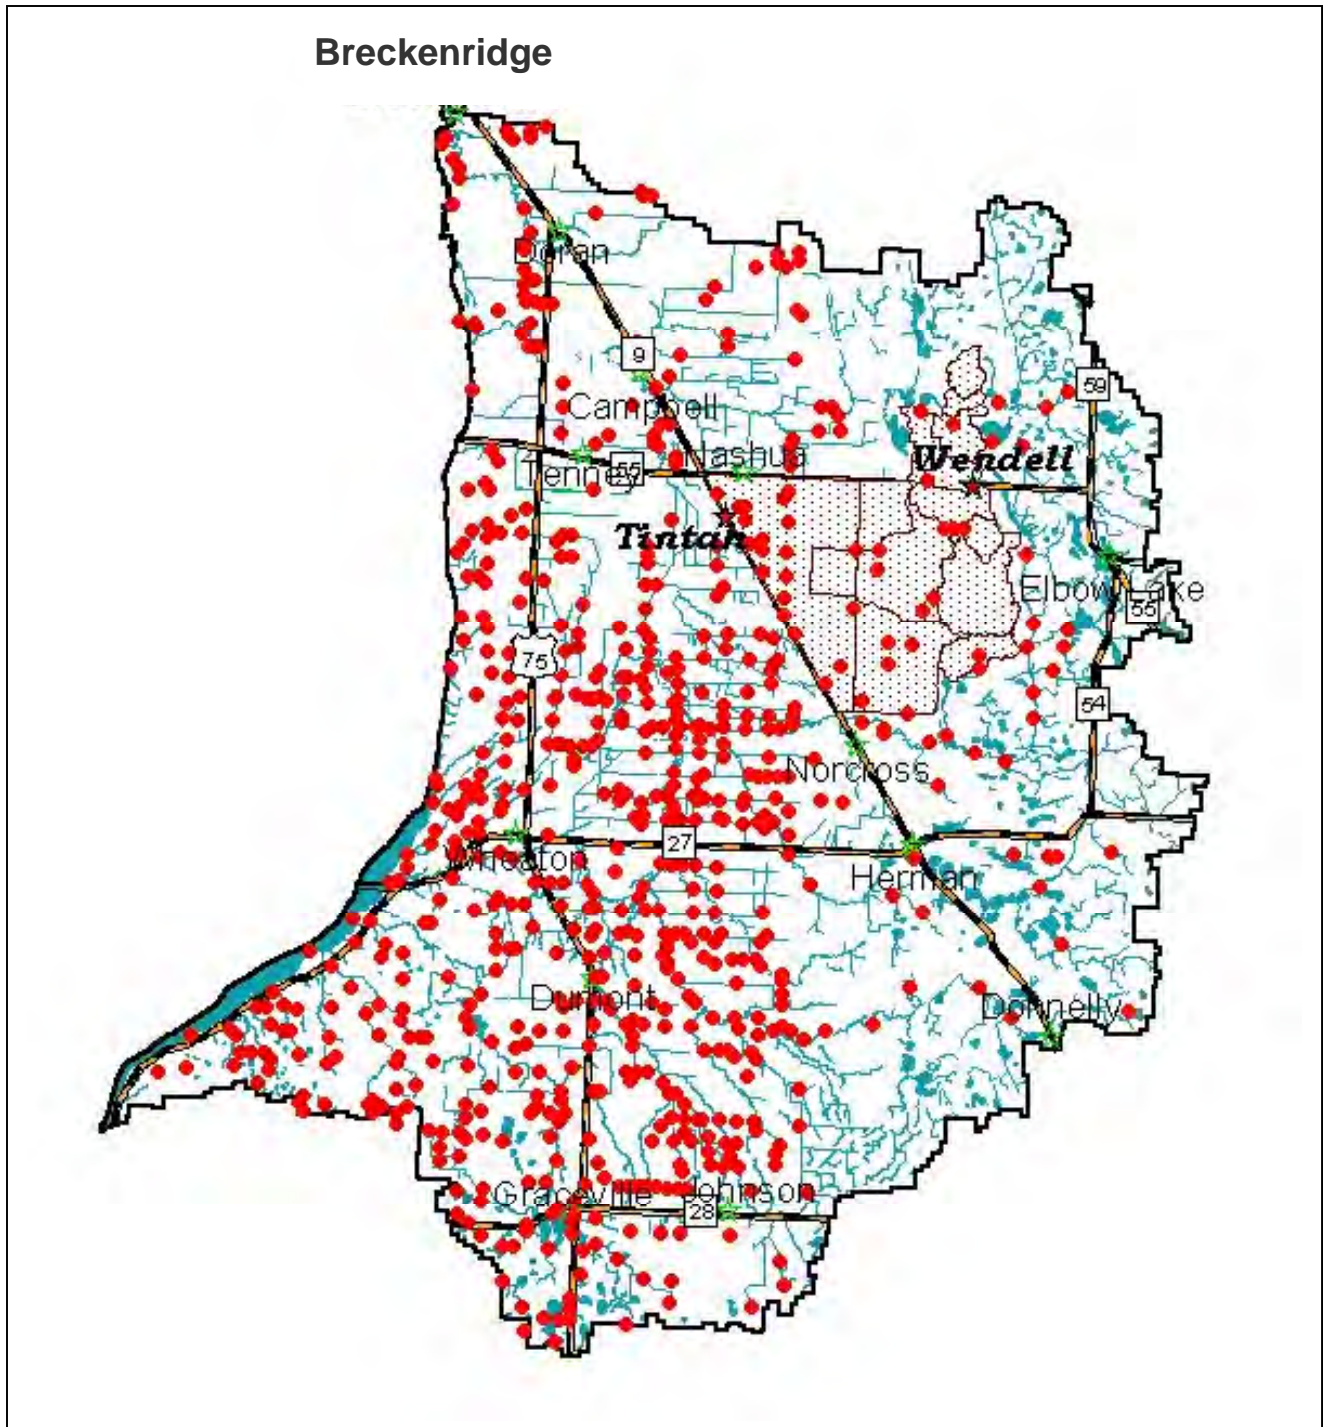 Breckenridge
Doran
9
59
Campbell
Nashua
Wendell
Tenney
55
Tintah
Elbow Lake
55
75
54
Norcross
27
Wheaton
Herman
Dumont
Donnelly
Graceville
Johnson
28